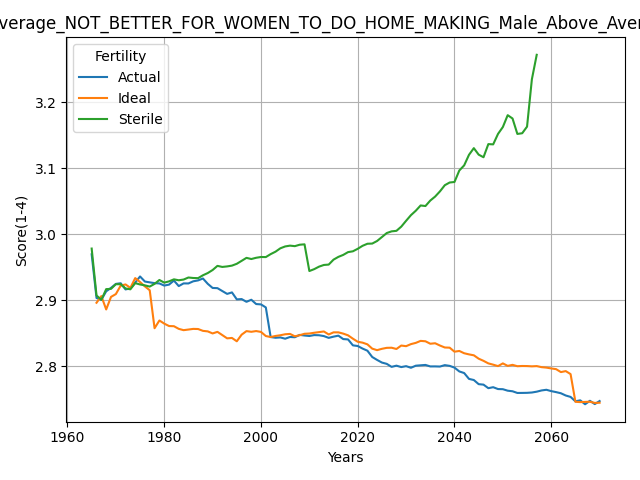 verage_NOT_BETTER_FOR_WOMEN_TO_DO_HOME_MAKING_Male_Above_Aver
Fertility
Actual
Ideal
Sterile
Score(1-4)
3.2
3.1
3.0
2.9
2.8
1960 1980 2000 2020 2040 2060
Years